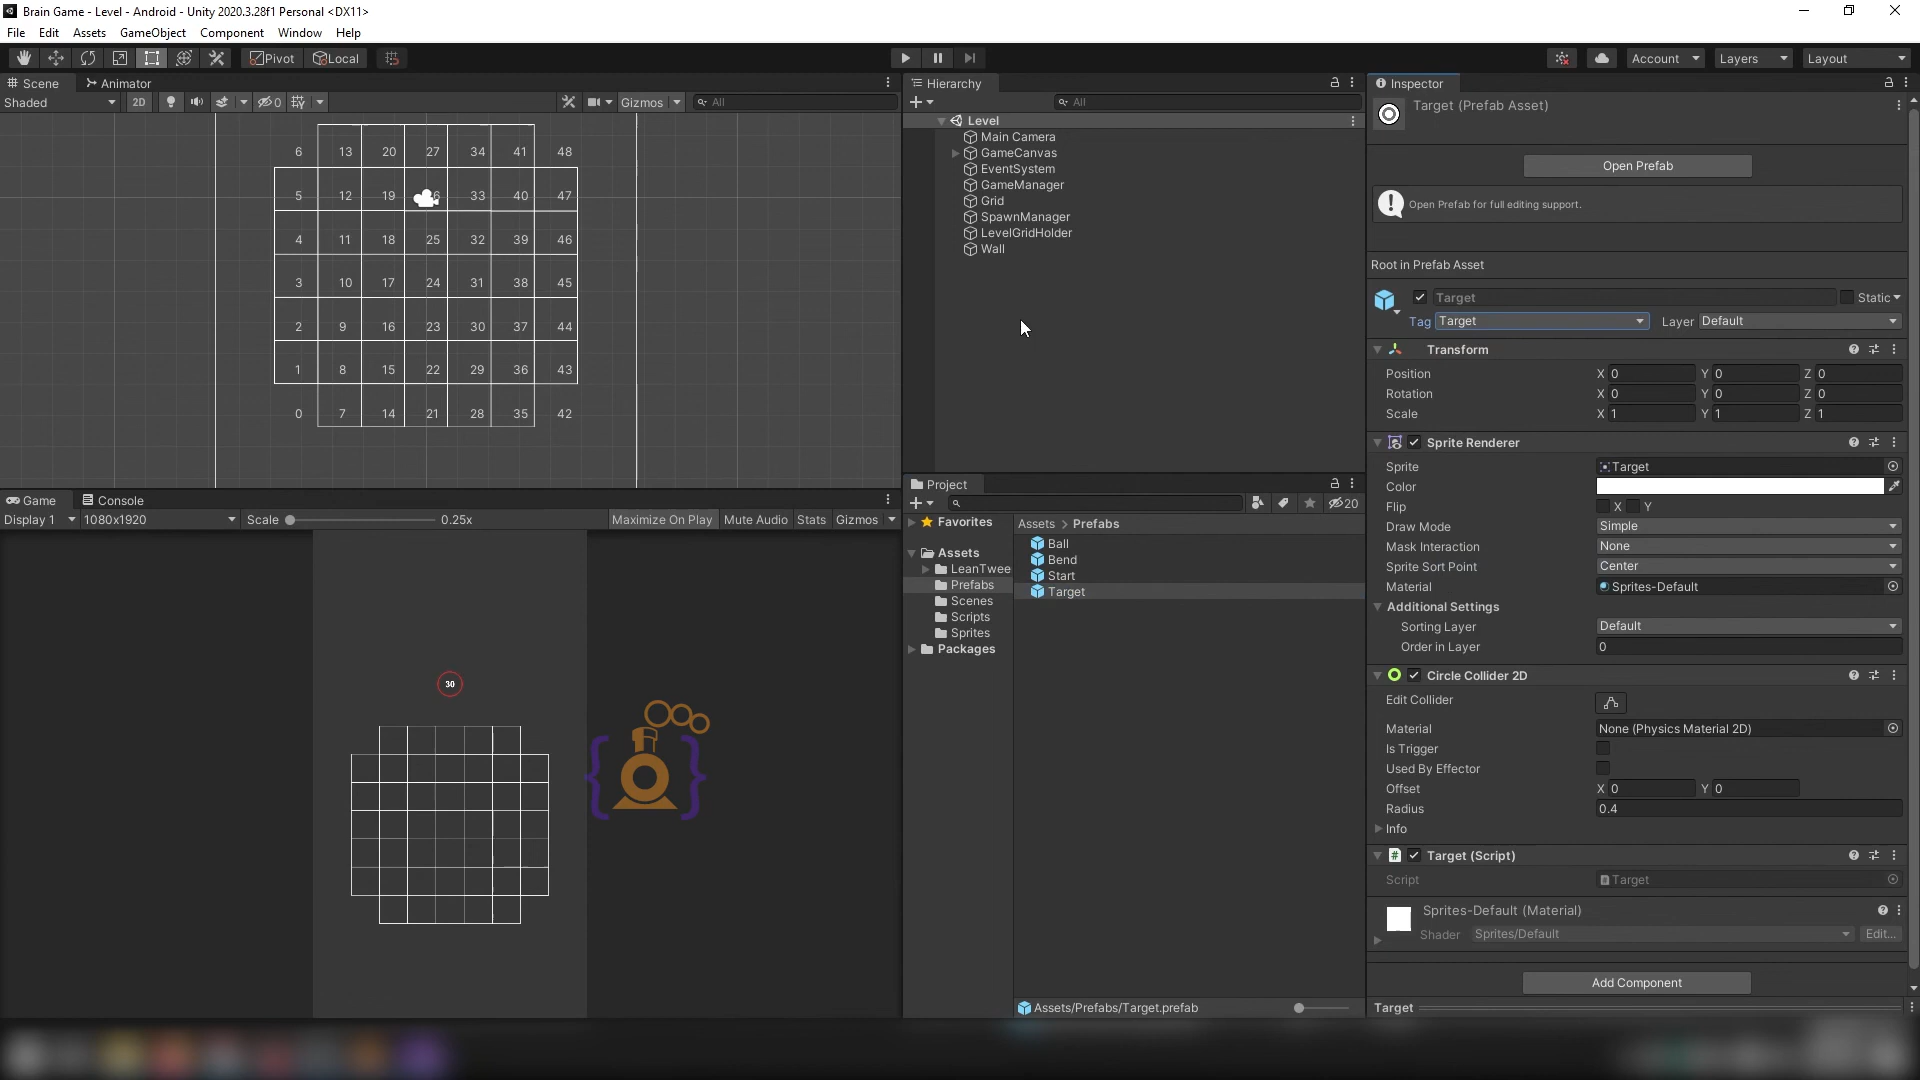 Brain Game - Level - Android - Unity 2020.3.28f1 Personal <DX11>
File Edit Assets GameObject Component Window Help
Pivot Local
Account Layers Layout
Scene Animator
Shaded 2D Gizmos All
6 13 20 27 34 41 48
5 12 19 6 33 40 47
4 11 18 25 32 39 46
3 10 17 24 31 38 45
2 9 16 23 30 37 44
1 8 15 22 29 36 43
0 7 14 21 28 35 42
Game Console
Display 1 1080x1920 Scale 0.25x Maximize On Play Mute Audio Stats Gizmos
30
Hierarchy
All
Level
Main Camera
GameCanvas
EventSystem
GameManager
Grid
SpawnManager
LevelGridHolder
Wall
Project
20
Favorites
Assets
LeanTwee
Prefabs
Scenes
Scripts
Sprites
Packages
Assets > Prefabs
Ball
Bend
Start
Target
Assets/Prefabs/Target.prefab
Inspector
Target (Prefab Asset)
Open Prefab
Open Prefab for full editing support.
Root in Prefab Asset
Target Static
Tag Target Layer Default
Transform
Position X 0 Y 0 Z 0
Rotation X 0 Y 0 Z 0
Scale X 1 Y 1 Z 1
Sprite Renderer
Sprite Target
Color
Flip X Y
Draw Mode Simple
Mask Interaction None
Sprite Sort Point Center
Material Sprites-Default
Additional Settings
Sorting Layer Default
Order in Layer 0
Circle Collider 2D
Edit Collider
Material None (Physics Material 2D)
Is Trigger
Used By Effector
Offset X 0 Y 0
Radius 0.4
Info
Target (Script)
Script Target
Sprites-Default (Material)
Shader Sprites/Default Edit...
Add Component
Target